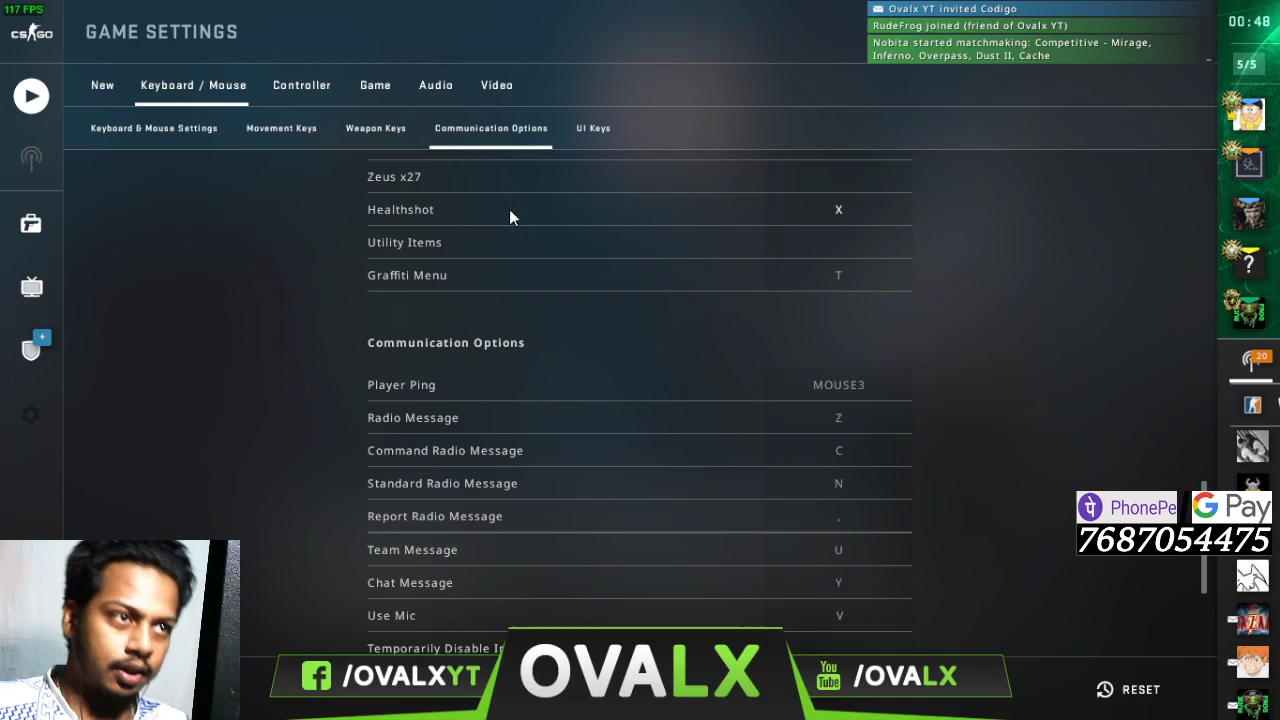 117 FPS
CS:GO
GAME SETTINGS
Ovalx YT invited Codigo
RudeFrog joined (friend of Ovalx YT)
Nobita started matchmaking: Competitive - Mirage,
Inferno, Overpass, Dust II, Cache
00:48
5/5
New
Keyboard / Mouse
Controller
Game
Audio
Video
Keyboard & Mouse Settings
Movement Keys
Weapon Keys
Communication Options
UI Keys
Zeus x27
Healthshot X
Utility Items
Graffiti Menu T
Communication Options
Player Ping MOUSE3
Radio Message Z
Command Radio Message C
Standard Radio Message N
Report Radio Message ,
Team Message U
Chat Message Y
Use Mic V
Temporarily Disable
?
20
PhonePe
G Pay
7687054475
/OVALXYT
OVALX
You Tube /OVALX
RESET